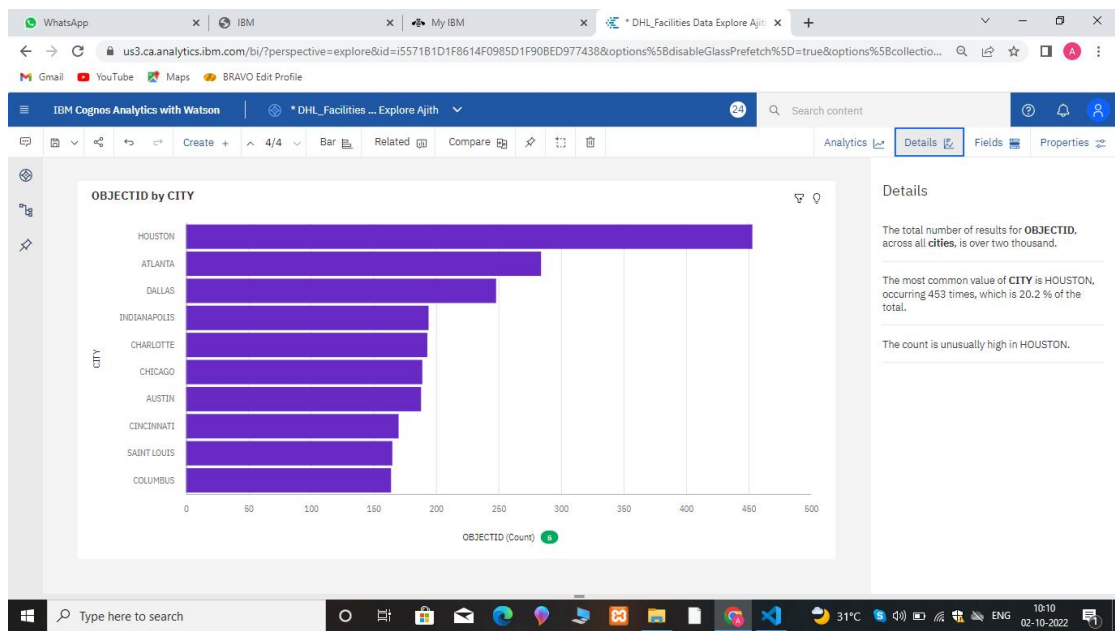 WhatsApp
IBM
My IBM
* DHL_Facilities Data Explore Ajit
us3.ca.analytics.ibm.com/bi/?perspective=explore&id=i5571B1D1F8614F0985D1F90BED977438&options%5BdisableGlassPrefetch%5D=true&options%5Bcollectio...
A
Gmail
YouTube
Maps
BRAVO Edit Profile
IBM Cognos Analytics with Watson
* DHL_Facilities ... Explore Ajith
24
Search content
Create +
4/4
Bar
Related
Compare
Analytics
Details
Fields
Properties
OBJECTID by CITY
CITY
HOUSTON
ATLANTA
DALLAS
INDIANAPOLIS
CHARLOTTE
CHICAGO
AUSTIN
CINCINNATI
SAINT LOUIS
COLUMBUS
0 50 100 150 200 250 300 350 400 450 500
OBJECTID (Count)
Details
The total number of results for OBJECTID,
across all cities, is over two thousand.
The most common value of CITY is HOUSTON,
occurring 453 times, which is 20.2 % of the
total.
The count is unusually high in HOUSTON.
Type here to search
31°C
ENG
10:10
02-10-2022